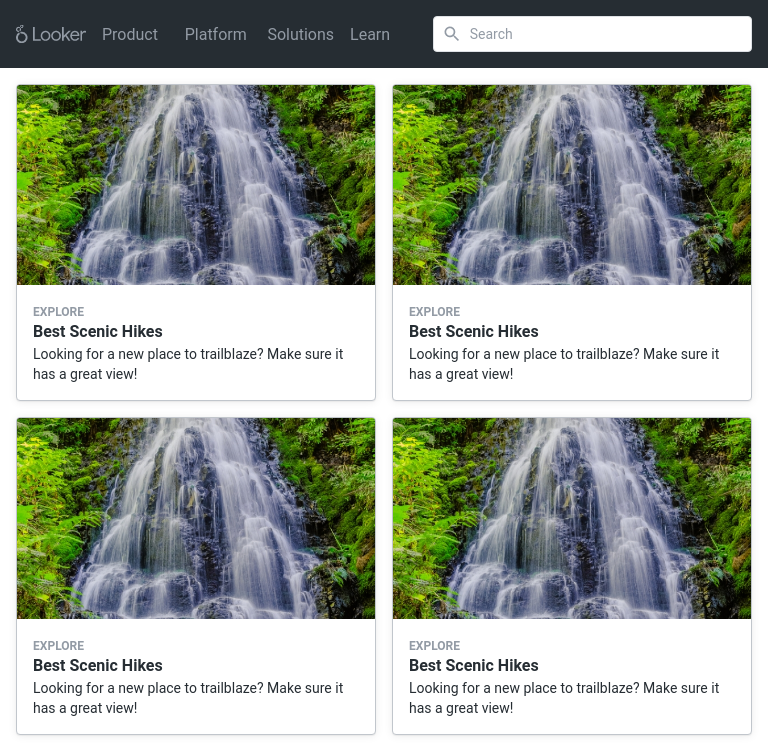 Looker Product Platform Solutions Learn Search
EXPLORE
Best Scenic Hikes
Looking for a new place to trailblaze? Make sure it
has a great view!
EXPLORE
Best Scenic Hikes
Looking for a new place to trailblaze? Make sure it
has a great view!
EXPLORE
Best Scenic Hikes
Looking for a new place to trailblaze? Make sure it
has a great view!
EXPLORE
Best Scenic Hikes
Looking for a new place to trailblaze? Make sure it
has a great view!